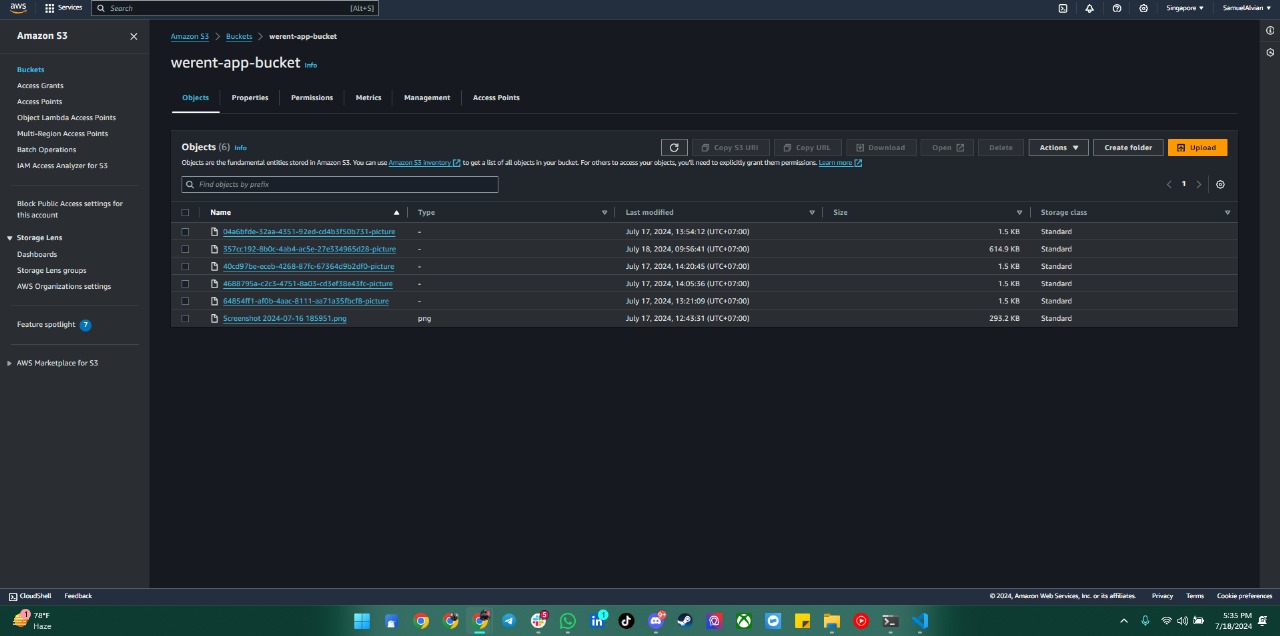 aws Services Search [Alt+S] Singapore ▼ SamuelAlvian ▼
Amazon S3
Buckets
Access Grants
Access Points
Object Lambda Access Points
Multi-Region Access Points
Batch Operations
IAM Access Analyzer for S3
Block Public Access settings for
this account
Storage Lens
Dashboards
Storage Lens groups
AWS Organizations settings
Feature spotlight 7
AWS Marketplace for S3
Amazon S3 > Buckets > werent-app-bucket
werent-app-bucket Info
Objects Properties Permissions Metrics Management Access Points
Objects (6) Info
Copy S3 URI Copy URL Download Open Delete Actions ▼ Create folder Upload
Objects are the fundamental entities stored in Amazon S3. You can use Amazon S3 inventory to get a list of all objects in your bucket. For others to access your objects, you'll need to explicitly grant them permissions. Learn more
Find objects by prefix
< 1 >
Name Type Last modified Size Storage class
04a6bfde-32aa-4351-92ed-cd4b3f50b731-picture - July 17, 2024, 13:54:12 (UTC+07:00) 1.5 KB Standard
357cc192-8b0c-4ab4-ac5e-27e334965d28-picture - July 18, 2024, 09:56:41 (UTC+07:00) 614.9 KB Standard
40cd97be-eceb-4268-87fc-67364d9b2df0-picture - July 17, 2024, 14:20:45 (UTC+07:00) 1.5 KB Standard
4688795a-c2c3-4751-8a03-cd3ef38e43fc-picture - July 17, 2024, 14:05:36 (UTC+07:00) 1.5 KB Standard
64854ff1-af0b-4aac-8111-aa71a35fbcf8-picture - July 17, 2024, 13:21:09 (UTC+07:00) 1.5 KB Standard
Screenshot 2024-07-16 185951.png png July 17, 2024, 12:43:31 (UTC+07:00) 293.2 KB Standard
CloudShell Feedback © 2024, Amazon Web Services, Inc. or its affiliates. Privacy Terms Cookie preferences
1 78°F
Haze
5 1 9+
5:35 PM
7/18/2024